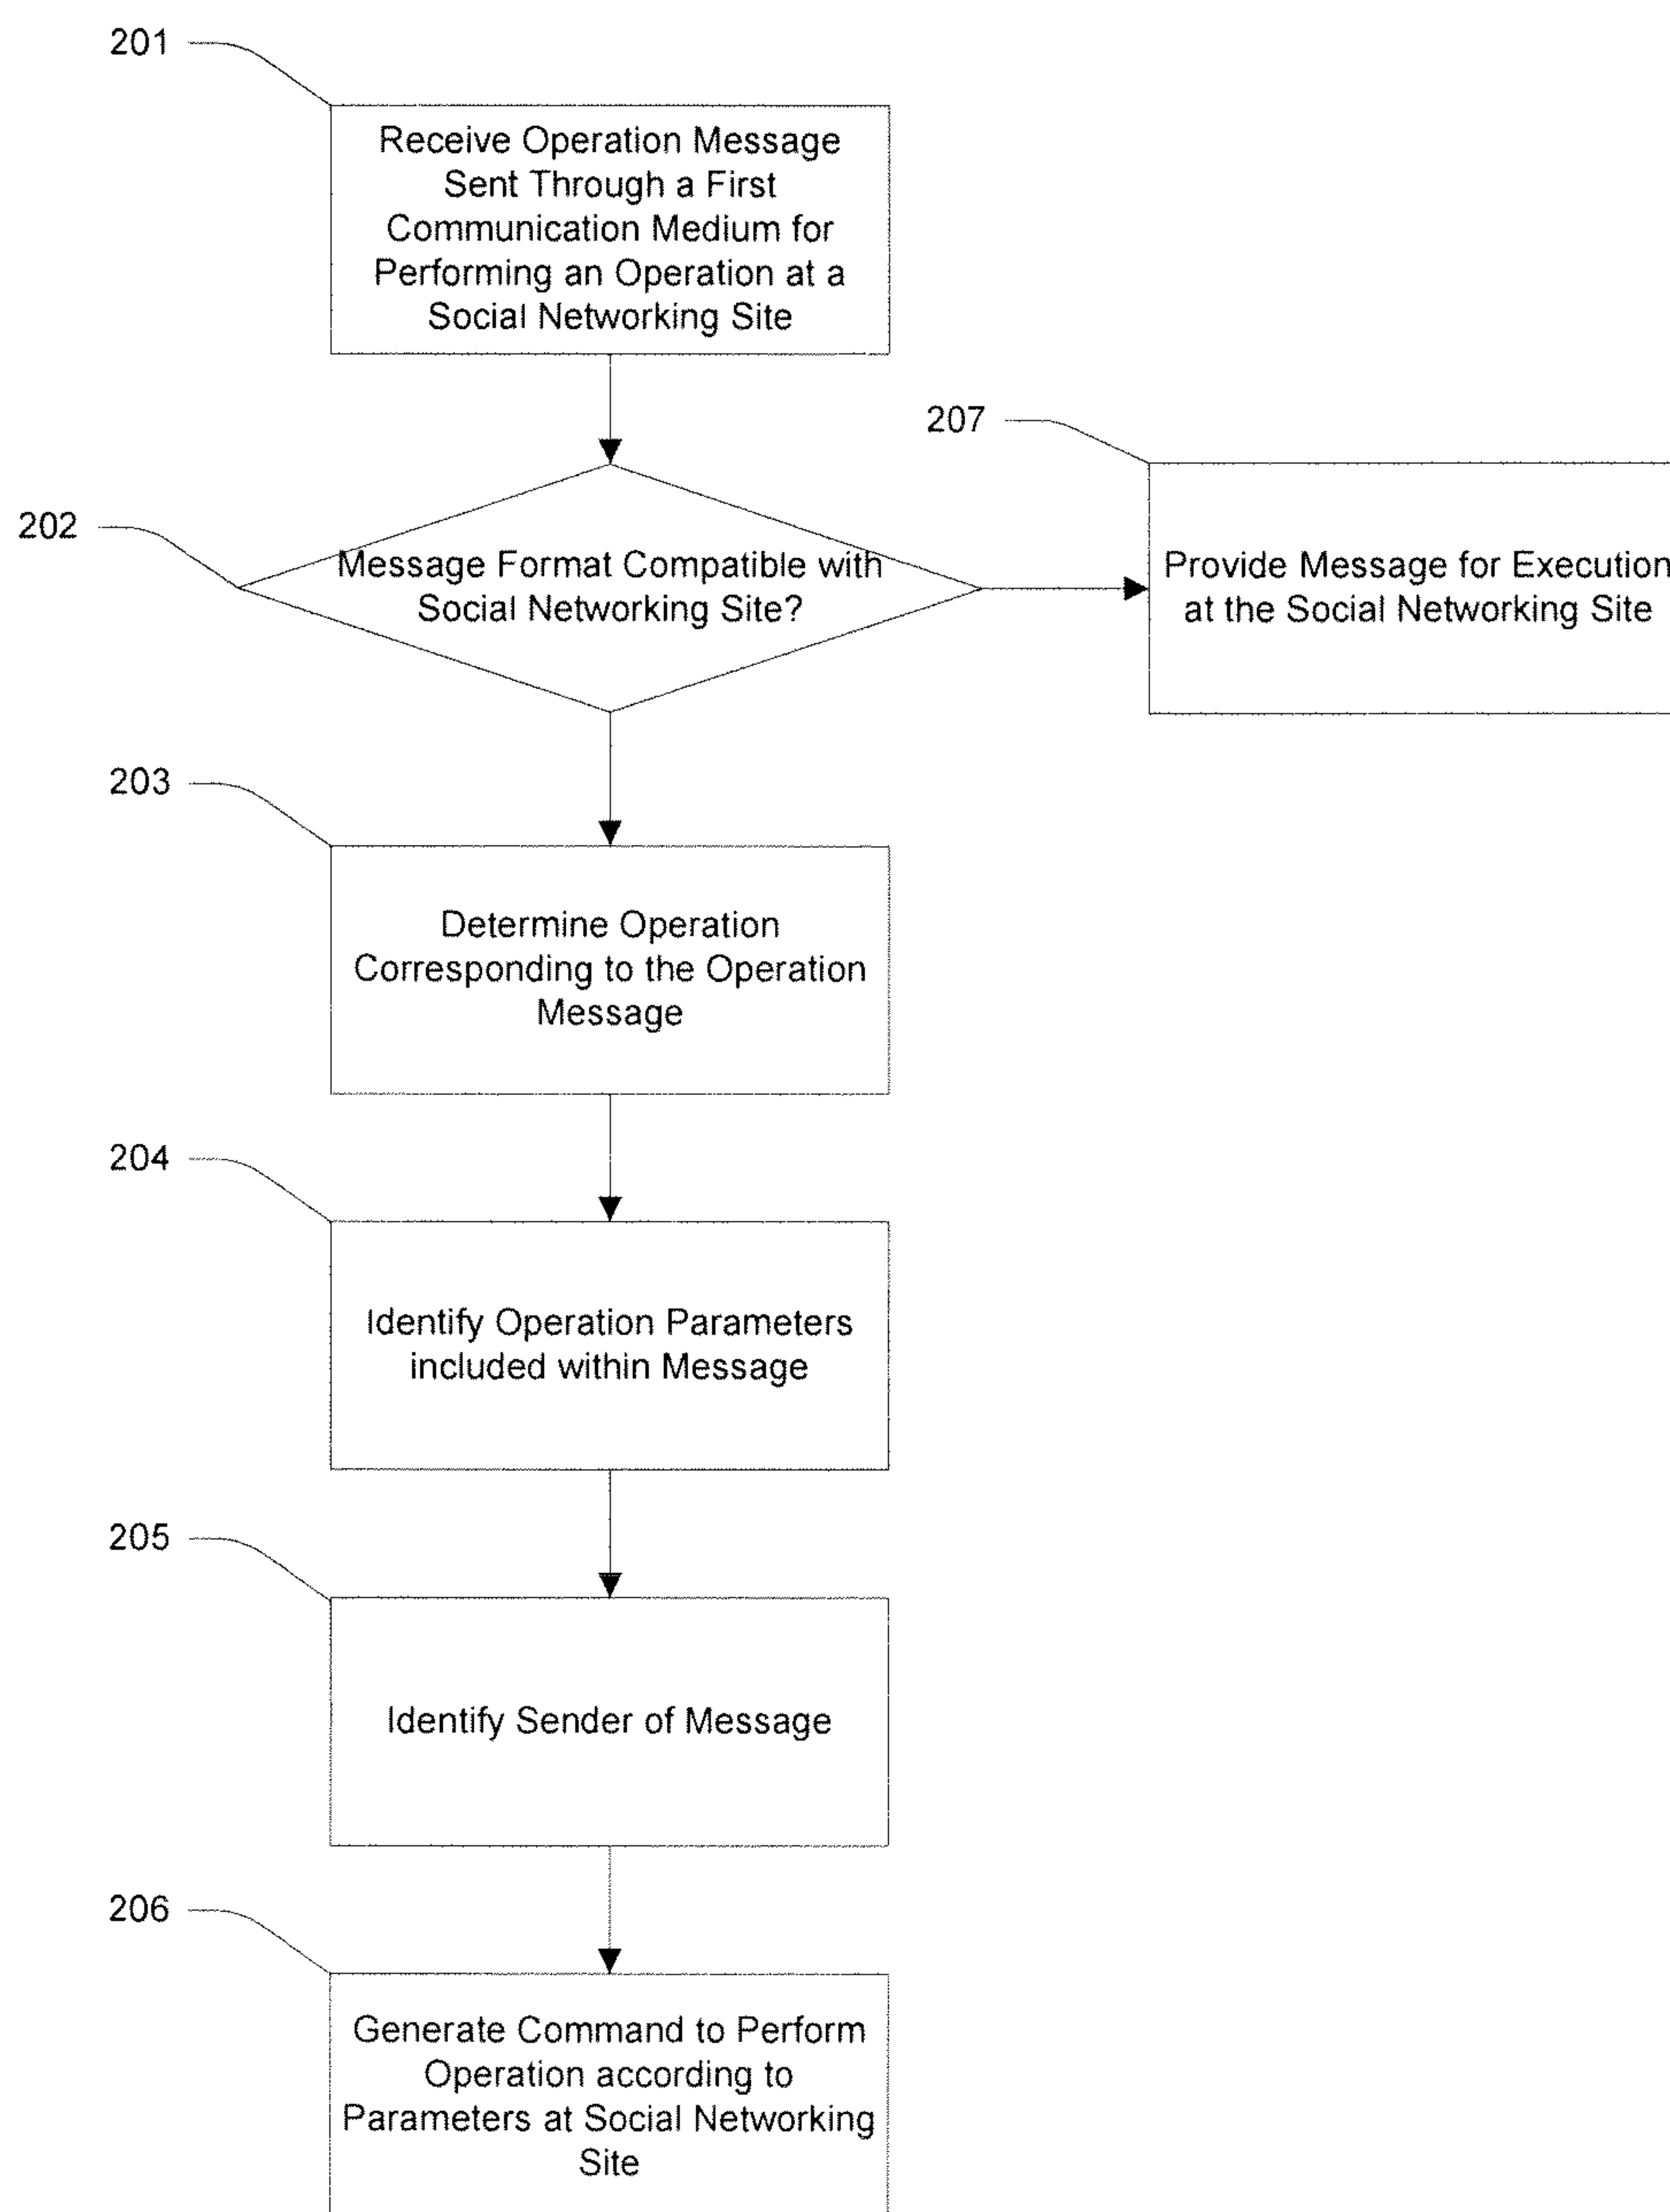 201
Receive Operation Message
Sent Through a First
Communication Medium for
Performing an Operation at a
Social Networking Site
202
Message Format Compatible with
Social Networking Site?
207
Provide Message for Execution
at the Social Networking Site
203
Determine Operation
Corresponding to the Operation
Message
204
Identify Operation Parameters
included within Message
205
Identify Sender of Message
206
Generate Command to Perform
Operation according to
Parameters at Social Networking
Site